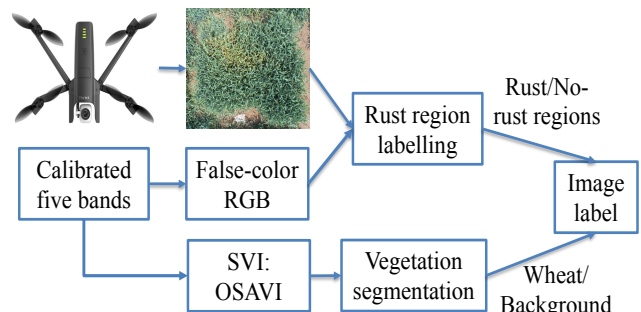 Rust region
labelling
Rust/No-
rust regions
Calibrated
five bands
False-color
RGB
Image
label
SVI:
OSAVI
Vegetation
segmentation
Wheat/
Background